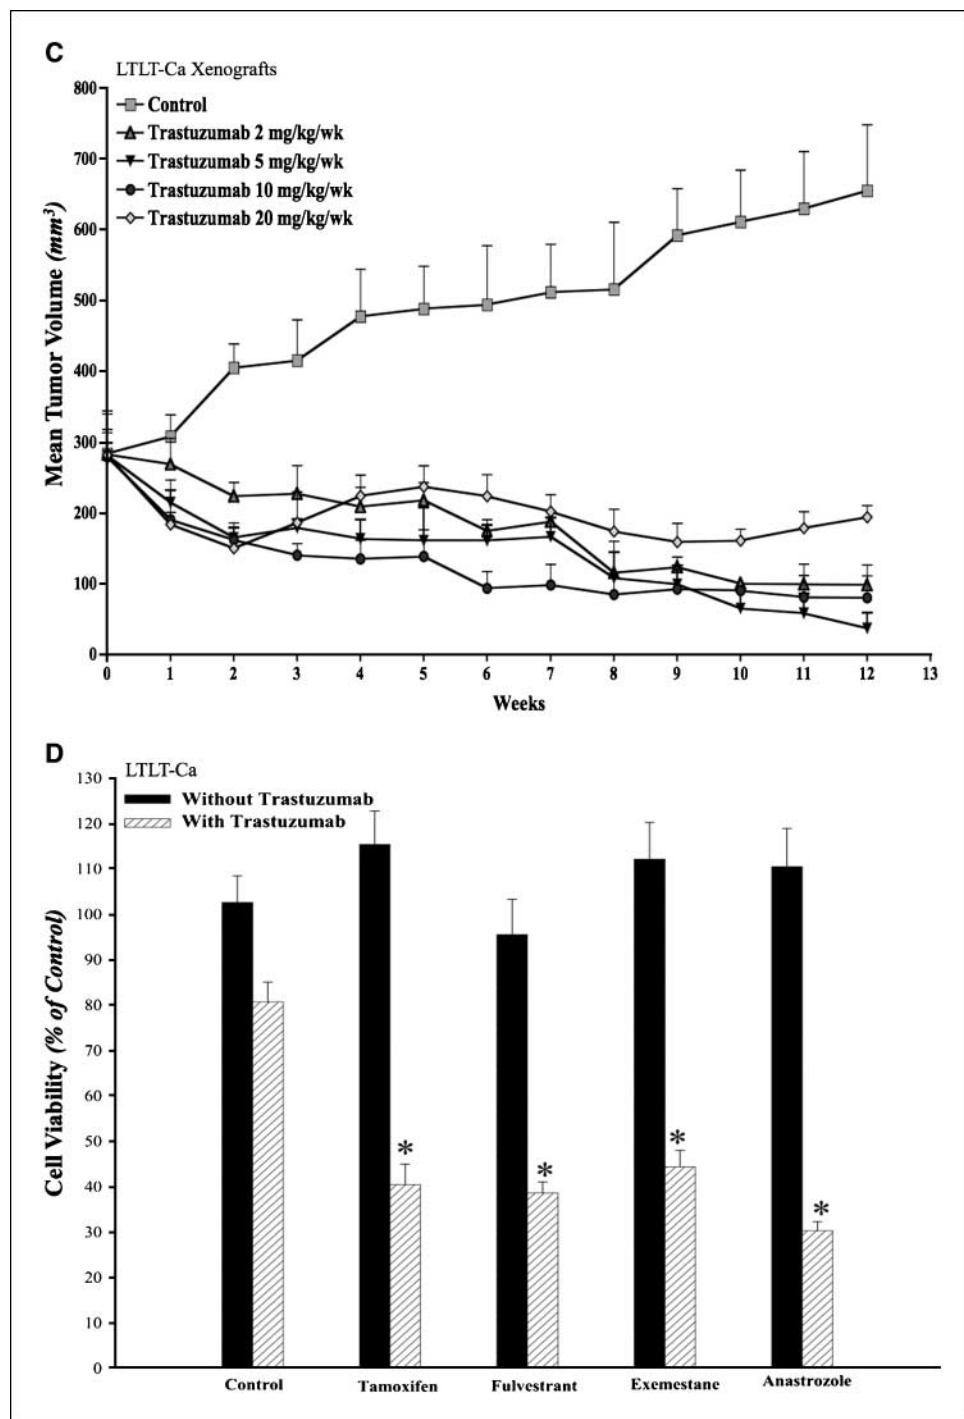 C
LTLT-Ca Xenografts
Control
Trastuzumab 2 mg/kg/wk
Trastuzumab 5 mg/kg/wk
Trastuzumab 10 mg/kg/wk
Trastuzumab 20 mg/kg/wk
Mean Tumor Volume (mm³)
800
700
600
500
400
300
200
100
0
0 1 2 3 4 5 6 7 8 9 10 11 12 13
Weeks
D
LTLT-Ca
Without Trastuzumab
With Trastuzumab
Cell Viability (% of Control)
130
120
110
100
90
80
70
60
50
40
30
20
10
0
* * * *
Control Tamoxifen Fulvestrant Exemestane Anastrozole